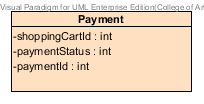 Visual Paradigm for UML Enterprise Edition(College of Ar
Payment
-shoppingCartId : int
-paymentStatus : int
-paymentId : int